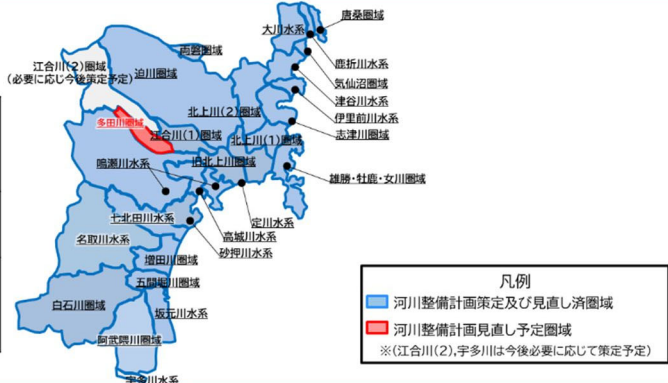 唐桑圏域
大川水系
鹿折川水系
両磐圏域
気仙沼圏域
江合川(2)圏域
(必要に応じ今後策定予定)
迫川圏域
津谷川水系
伊里前川水系
北上川(2)圏域
志津川圏域
多田川圏域
江合川(1)圏域
北上川(1)圏域
鳴瀬川水系
旧北上川圏域
雄勝・牡鹿・女川圏域
七北田川水系
定川水系
高城川水系
名取川水系
砂押川水系
増田川圏域
五間堀川圏域
白石川圏域
坂元川水系
阿武隈川圏域
宇多川水系
凡例
河川整備計画策定及び見直し済圏域
河川整備計画見直し予定圏域
※(江合川(2),宇多川は今後必要に応じて策定予定)